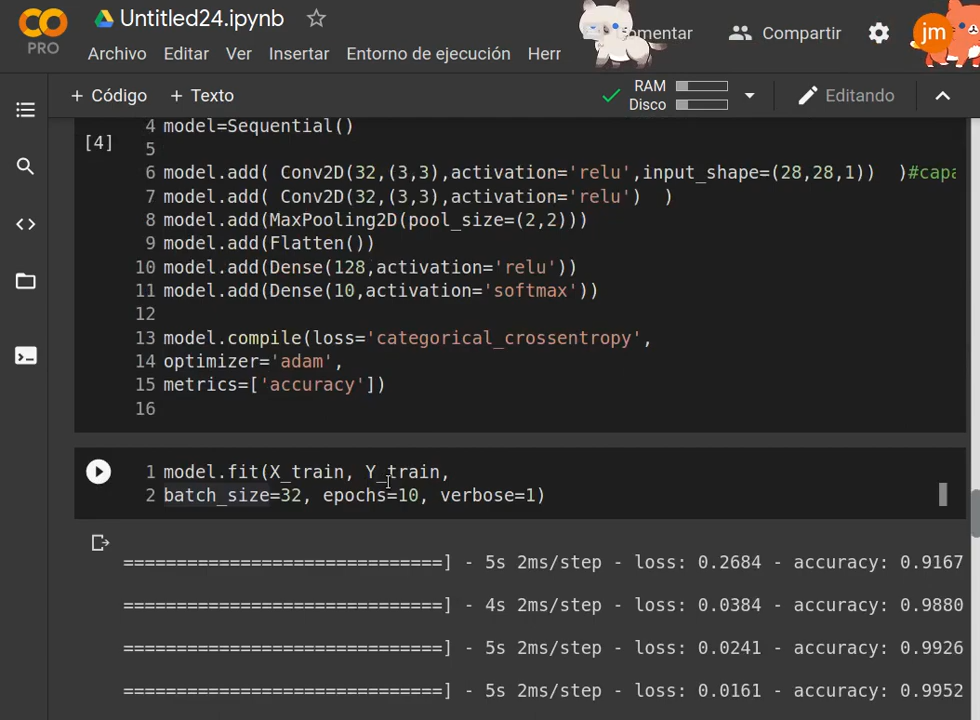 Untitled24.ipynb
PRO
Archivo Editar Ver Insertar Entorno de ejecución Herr
Compartir
jm
+ Código + Texto
RAM
Disco
Editando
[4]
4 model=Sequential()
5
6 model.add( Conv2D(32,(3,3),activation='relu',input_shape=(28,28,1)) )#capa
7 model.add( Conv2D(32,(3,3),activation='relu') )
8 model.add(MaxPooling2D(pool_size=(2,2)))
9 model.add(Flatten())
10 model.add(Dense(128,activation='relu'))
11 model.add(Dense(10,activation='softmax'))
12
13 model.compile(loss='categorical_crossentropy',
14 optimizer='adam',
15 metrics=['accuracy'])
16
1 model.fit(X_train, Y_train,
2 batch_size=32, epochs=10, verbose=1)
==============================] - 5s 2ms/step - loss: 0.2684 - accuracy: 0.9167
==============================] - 4s 2ms/step - loss: 0.0384 - accuracy: 0.9880
==============================] - 5s 2ms/step - loss: 0.0241 - accuracy: 0.9926
==============================] - 5s 2ms/step - loss: 0.0161 - accuracy: 0.9952